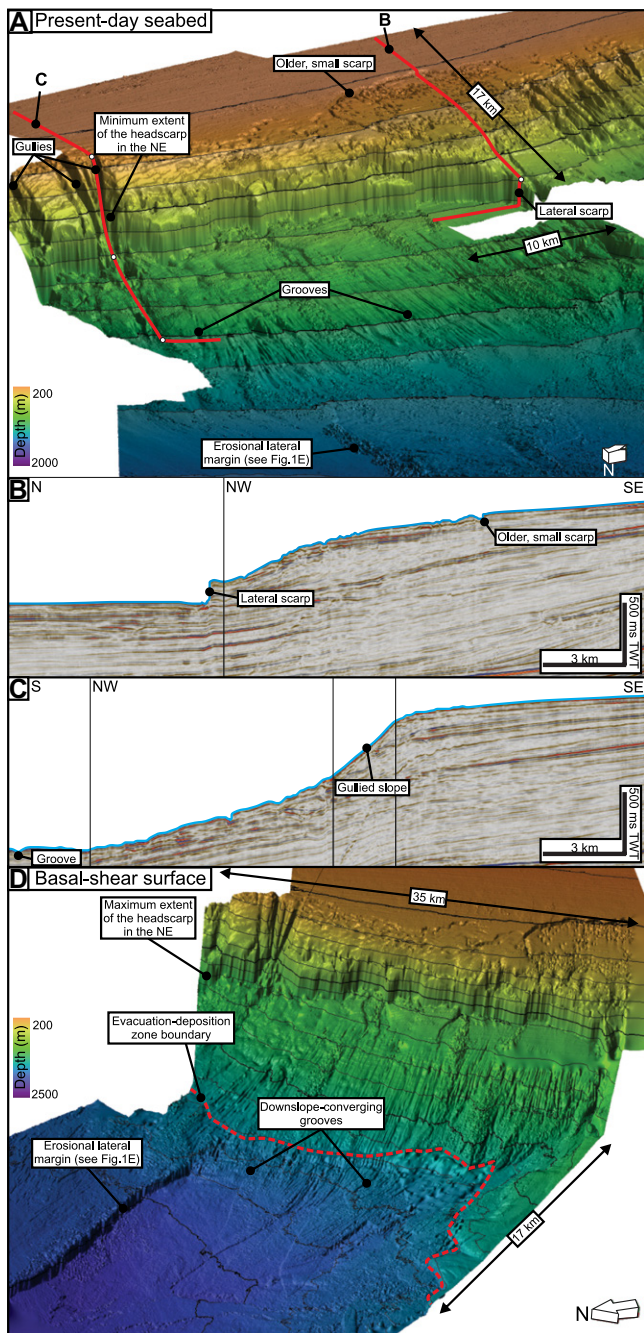 A Present-day seabed
B
Older, small scarp
17 km
C
Minimum extent
of the headscarp
in the NE
Gullies
Lateral scarp
10 km
Grooves
200
Depth (m)
2000
Erosional lateral
margin (see Fig.1E)
N
B N NW SE
Older, small scarp
Lateral scarp
500 ms TWT
3 km
C S NW SE
Gullied slope
500 ms TWT
Groove
3 km
D Basal-shear surface
35 km
Maximum extent
of the headscarp
in the NE
200
Depth (m)
2500
Evacuation-deposition
zone boundary
Downslope-converging
grooves
Erosional lateral
margin (see Fig.1E)
17 km
N